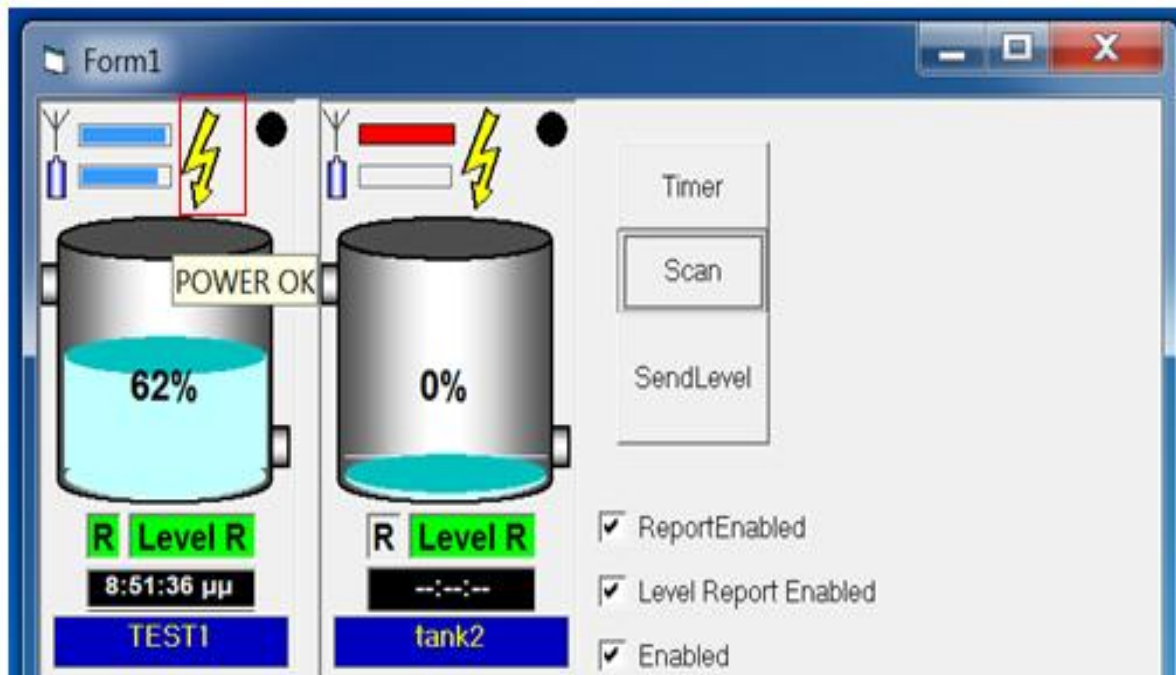 Form1
POWER OK
62%
R Level R
8:51:36 μμ
TEST1
0%
R Level R
--:--:--
tank2
Timer
Scan
SendLevel
ReportEnabled
Level Report Enabled
Enabled